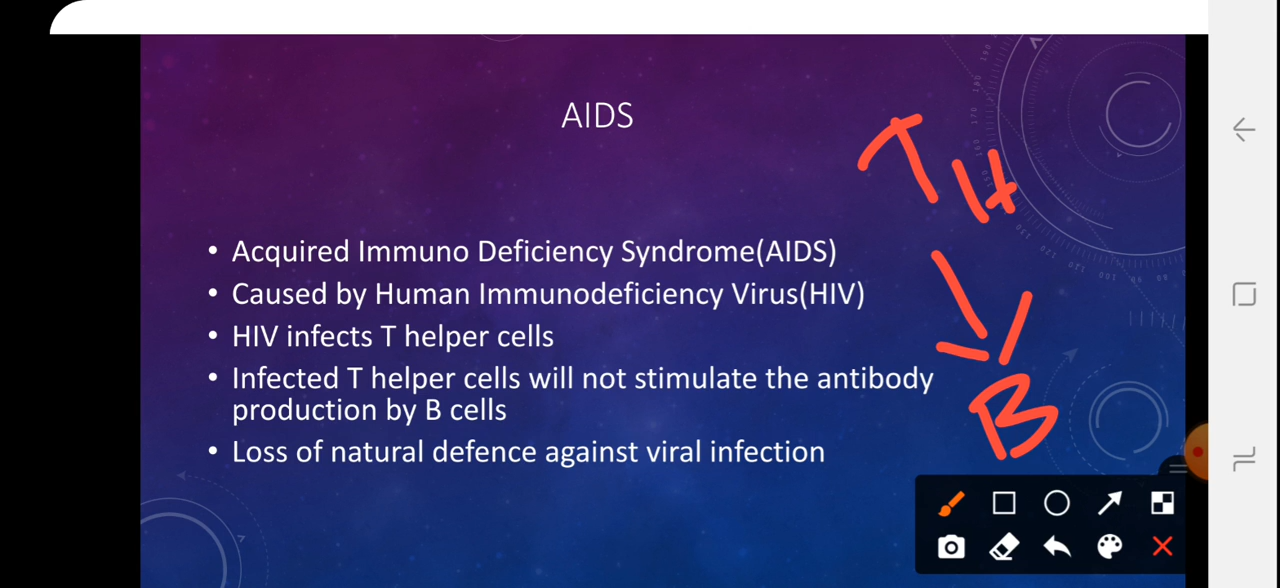 AIDS
TH
• Acquired Immuno Deficiency Syndrome(AIDS)
• Caused by Human Immunodeficiency Virus(HIV)
• HIV infects T helper cells
• Infected T helper cells will not stimulate the antibody
production by B cells
B
• Loss of natural defence against viral infection